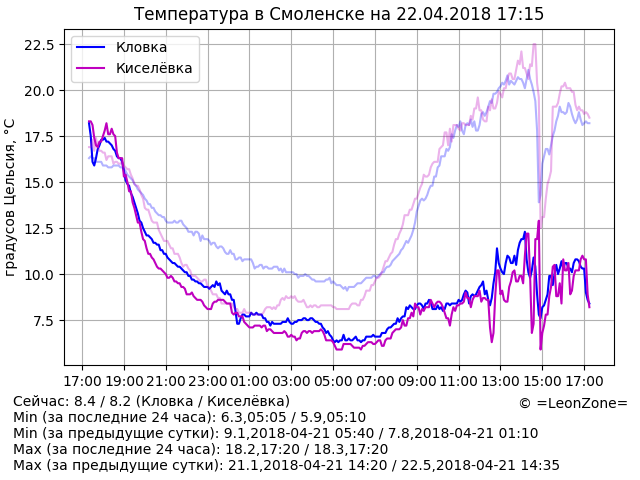 Температура в Смоленске на 22.04.2018 17:15
градусов Цельсия, °C
22.5
20.0
17.5
15.0
12.5
10.0
7.5
Кловка
Киселёвка
17:00 19:00 21:00 23:00 01:00 03:00 05:00 07:00 09:00 11:00 13:00 15:00 17:00
Сейчас: 8.4 / 8.2 (Кловка / Киселёвка)
© =LeonZone=
Min (за последние 24 часа): 6.3,05:05 / 5.9,05:10
Min (за предыдущие сутки): 9.1,2018-04-21 05:40 / 7.8,2018-04-21 01:10
Max (за последние 24 часа): 18.2,17:20 / 18.3,17:20
Max (за предыдущие сутки): 21.1,2018-04-21 14:20 / 22.5,2018-04-21 14:35